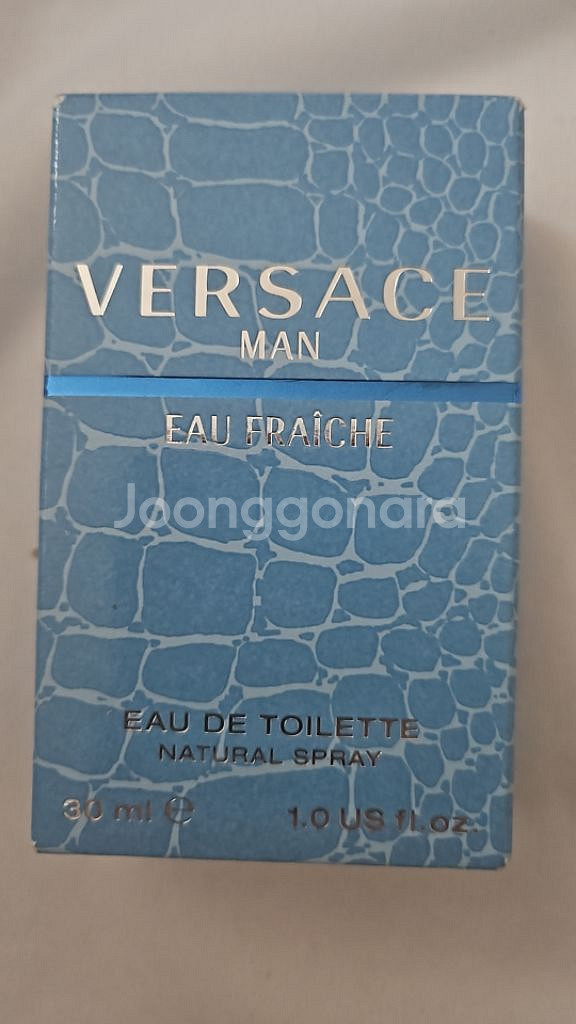 VERSACE
MAN
EAU FRAÎCHE
Joonggonara
EAU DE TOILETTE
NATURAL SPRAY
30 ml ℮ 1.0 US fl.oz.